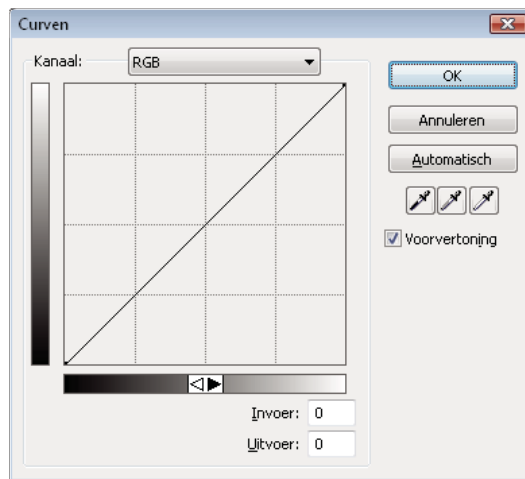 Curven
Kanaal: RGB
OK
Annuleren
Automatisch
Voorvertoning
Invoer: 0
Uitvoer: 0